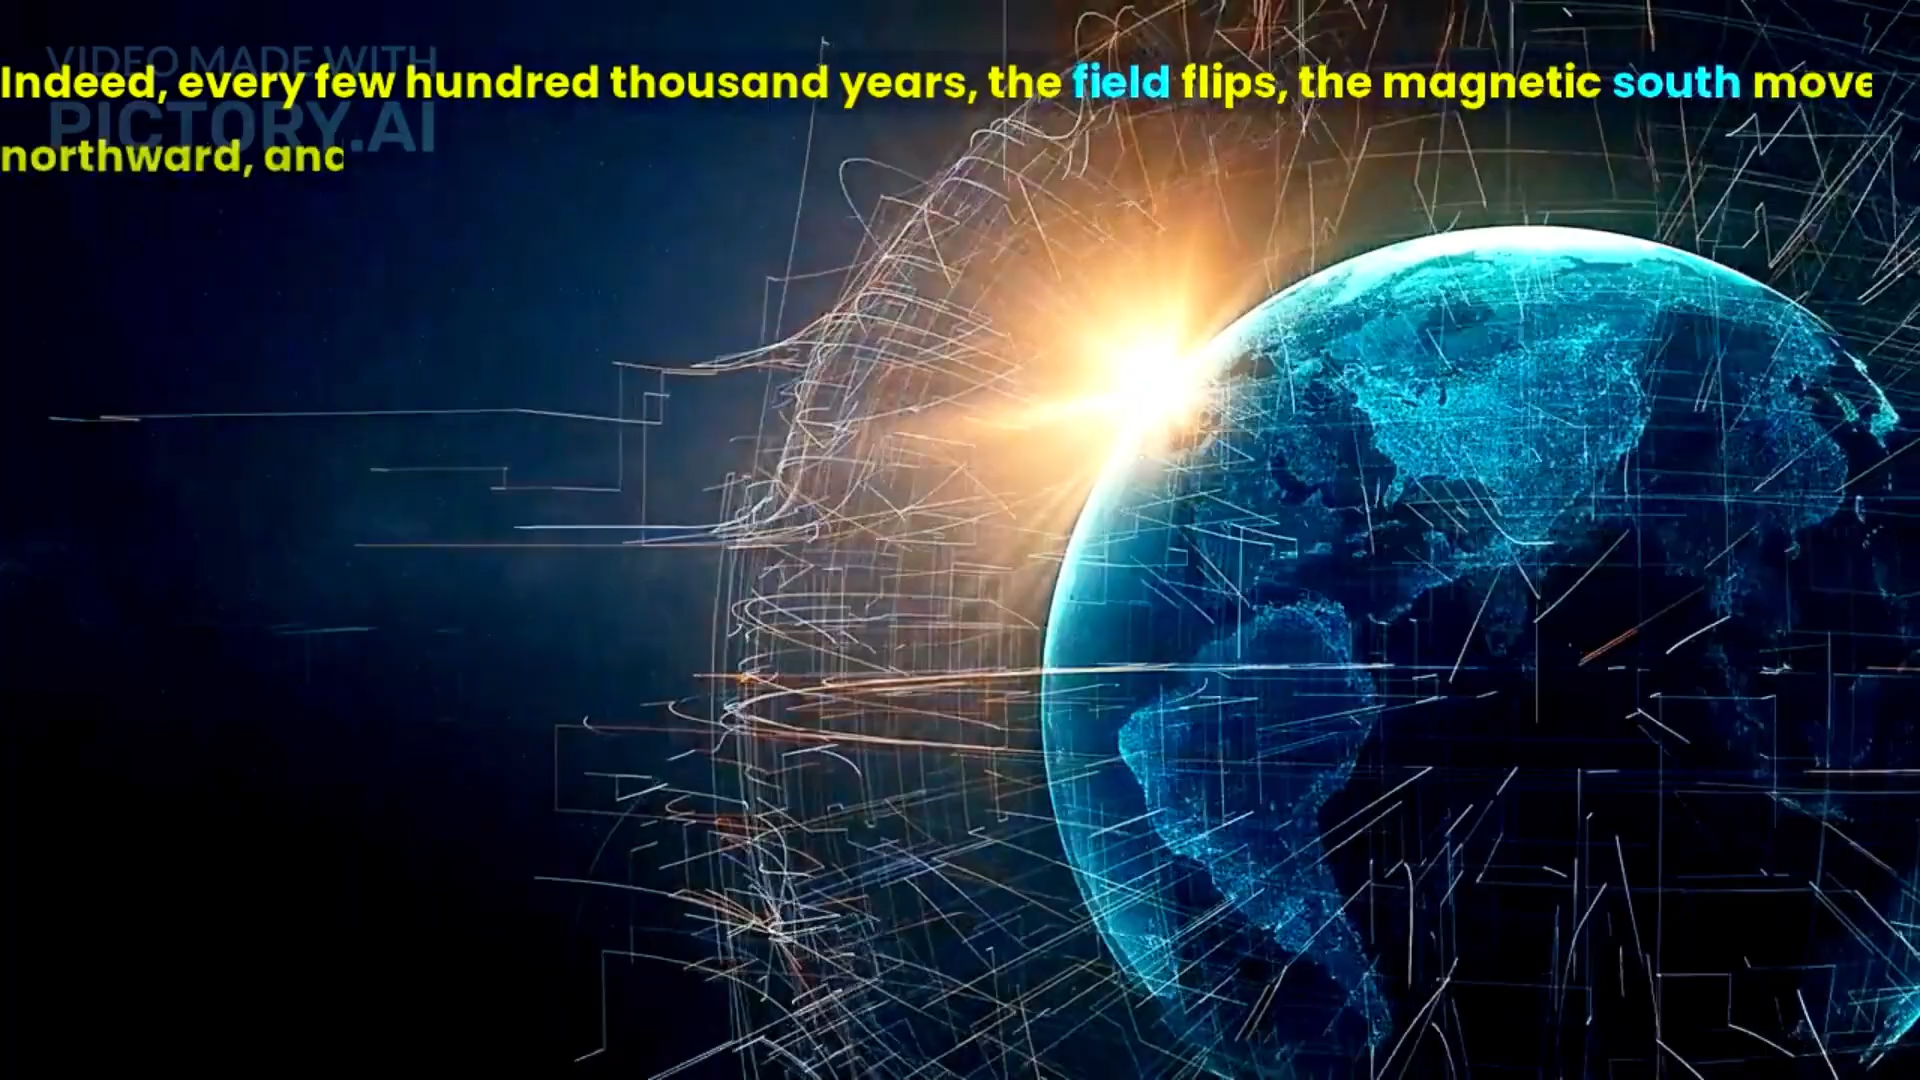 VIDEO MADE WITH
Indeed, every few hundred thousand years, the field flips, the magnetic south move
PICTORY.AI
northward, and